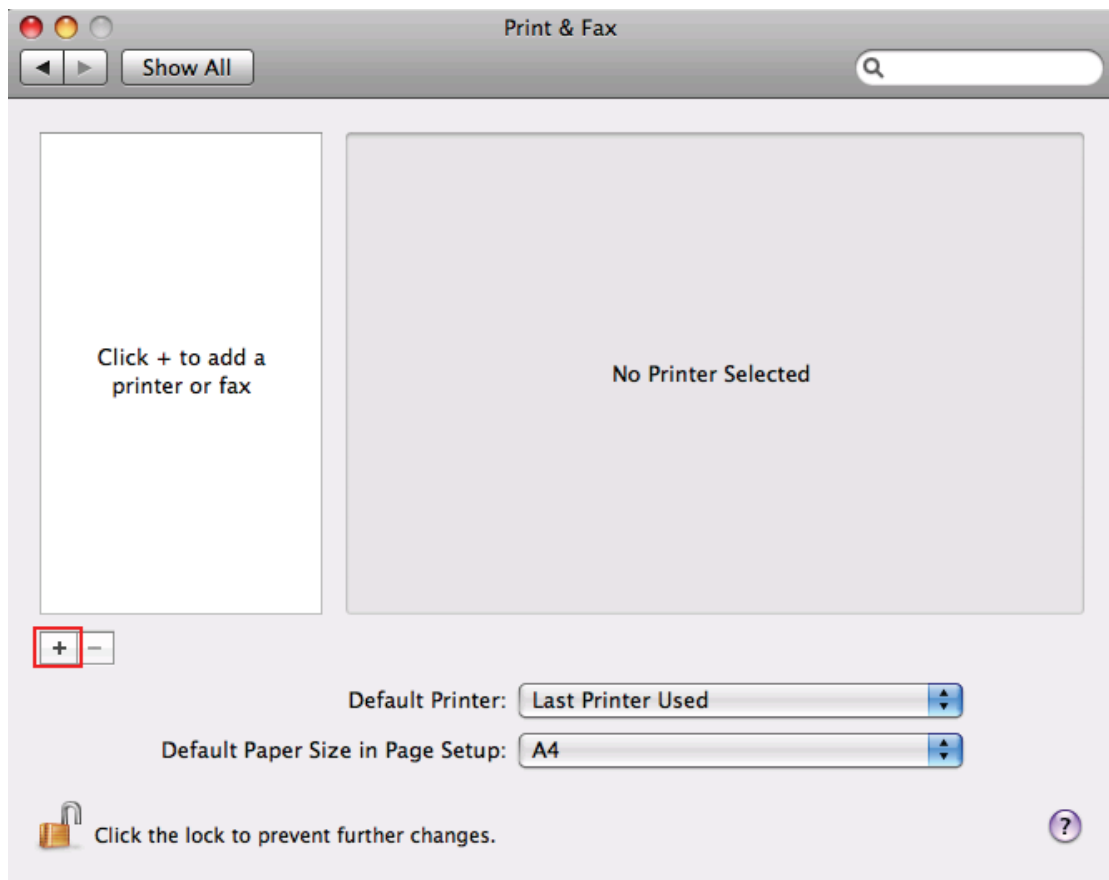 Print & Fax
Show All
Click + to add a
printer or fax
No Printer Selected
+ −
Default Printer: Last Printer Used
Default Paper Size in Page Setup: A4
Click the lock to prevent further changes.
?